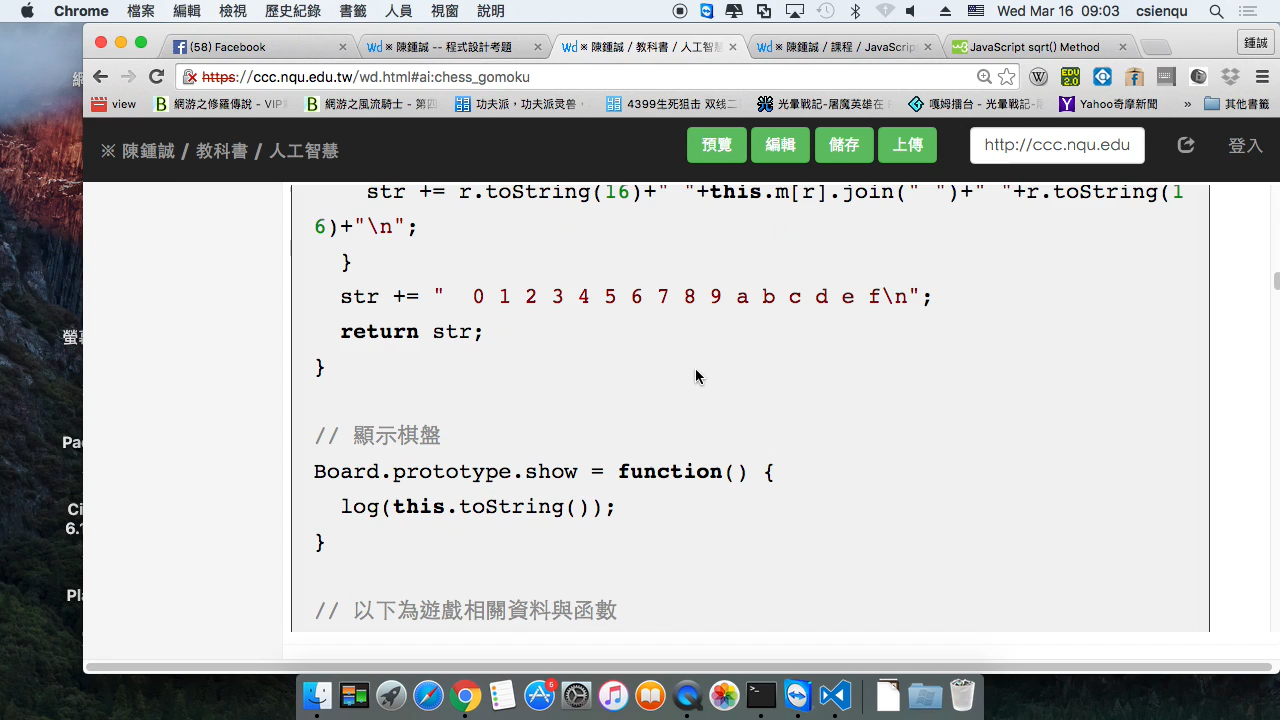 Chrome 檔案 編輯 檢視 歷史紀錄 書籤 人員 視窗 說明 Wed Mar 16 09:03 csienqu
(58) Facebook
※ 陳鍾誠 -- 程式設計考題
※ 陳鍾誠 / 教科書 / 人工智慧
※ 陳鍾誠 / 課程 / JavaScript
JavaScript sqrt() Method
鍾誠
https://ccc.nqu.edu.tw/wd.html#ai:chess_gomoku
view
網游之修羅傳說 - VIP
網游之風流騎士 - 第四
功夫派，功夫派灵兽
4399生死狙击 双线二
光暈戰記-屠魔英雄在
嘎姆擂台 - 光暈戰記-
Yahoo奇摩新聞
»
其他書籤
※ 陳鍾誠 / 教科書 / 人工智慧
預覽 編輯 儲存 上傳
http://ccc.nqu.edu
登入
str += r.toString(16)+" "+this.m[r].join(" ")+" "+r.toString(1
6)+"\n";
}
str += "  0 1 2 3 4 5 6 7 8 9 a b c d e f\n";
return str;
}
// 顯示棋盤
Board.prototype.show = function() {
log(this.toString());
}
// 以下為遊戲相關資料與函數
6